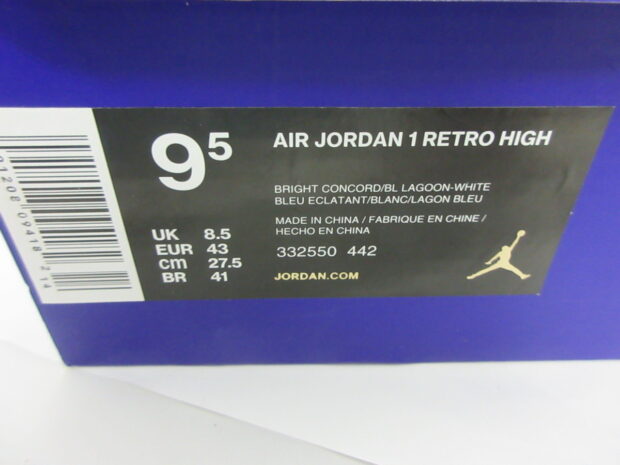 9.5
AIR JORDAN 1 RETRO HIGH
BRIGHT CONCORD/BL LAGOON-WHITE
BLEU ECLATANT/BLANC/LAGON BLEU
MADE IN CHINA / FABRIQUE EN CHINE /
HECHO EN CHINA
332550 442
JORDAN.COM
UK 8.5
EUR 43
cm 27.5
BR 41